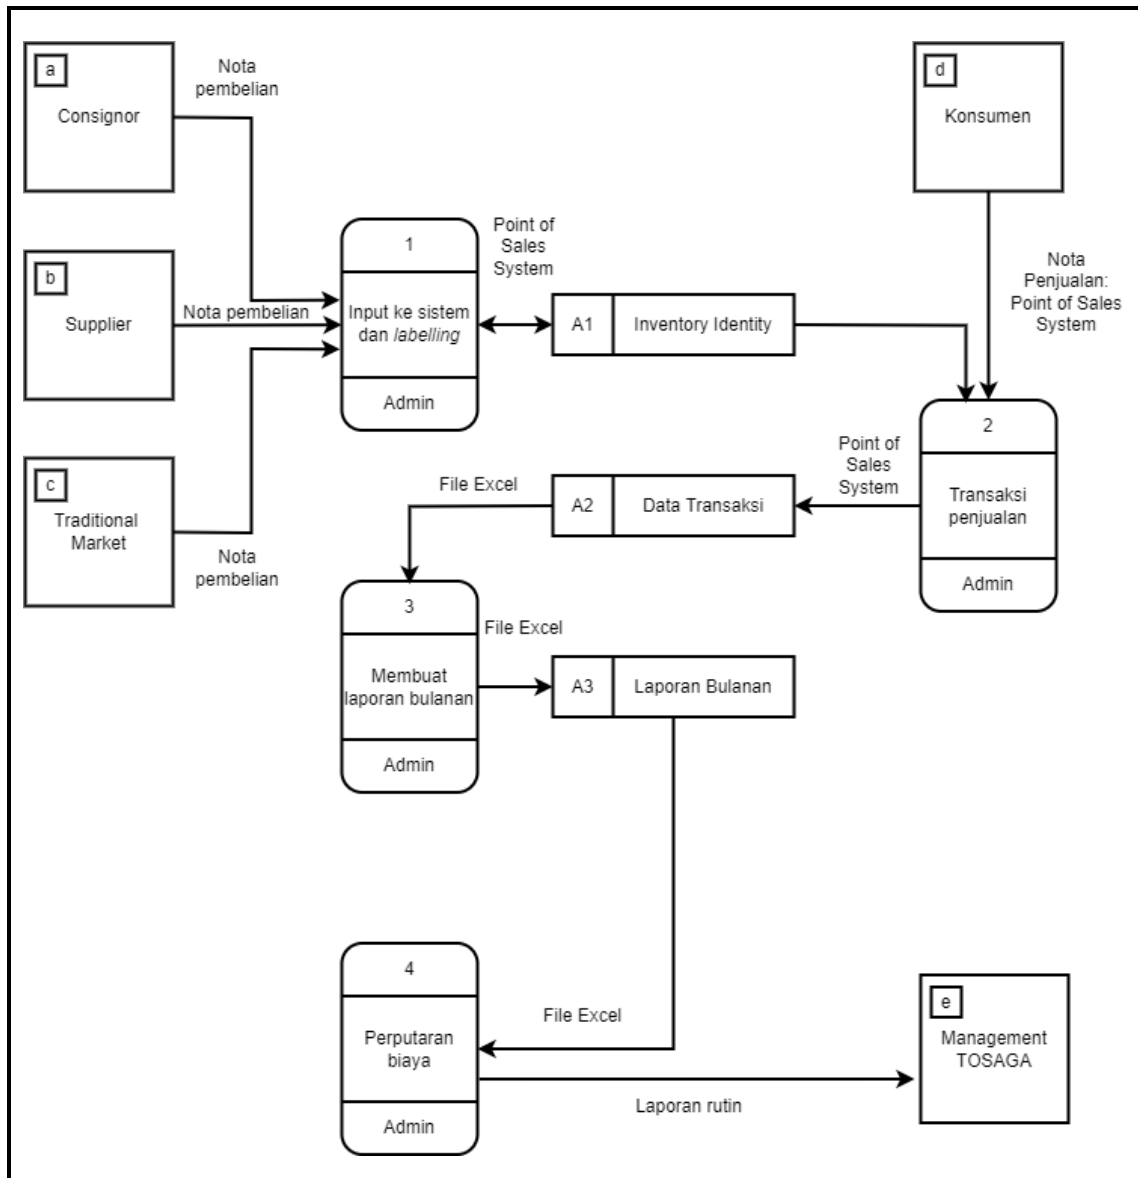 a
Consignor
Nota
pembelian
d
Konsumen
b
Supplier
Nota pembelian
1
Input ke sistem
dan labelling
Admin
Point of
Sales
System
A1
Inventory Identity
Nota
Penjualan:
Point of Sales
System
c
Traditional
Market
Nota
pembelian
2
Transaksi
penjualan
Admin
Point of
Sales
System
A2
Data Transaksi
File Excel
3
Membuat
laporan bulanan
Admin
File Excel
A3
Laporan Bulanan
4
Perputaran
biaya
Admin
File Excel
Laporan rutin
e
Management
TOSAGA